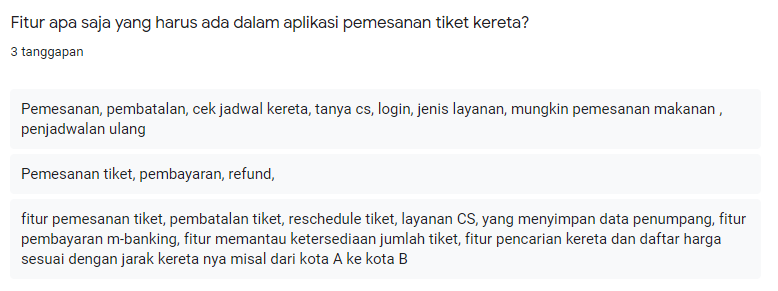 Fitur apa saja yang harus ada dalam aplikasi pemesanan tiket kereta?
3 tanggapan
Pemesanan, pembatalan, cek jadwal kereta, tanya cs, login, jenis layanan, mungkin pemesanan makanan ,
penjadwalan ulang
Pemesanan tiket, pembayaran, refund,
fitur pemesanan tiket, pembatalan tiket, reschedule tiket, layanan CS, yang menyimpan data penumpang, fitur
pembayaran m-banking, fitur memantau ketersediaan jumlah tiket, fitur pencarian kereta dan daftar harga
sesuai dengan jarak kereta nya misal dari kota A ke kota B